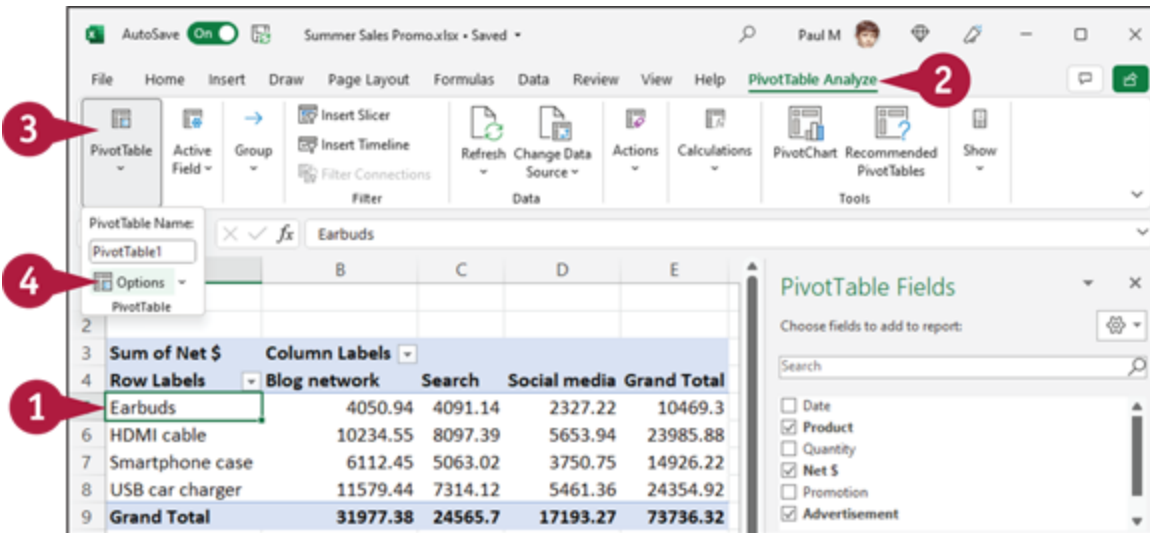 AutoSave On Summer Sales Promo.xlsx • Saved Paul M
File Home Insert Draw Page Layout Formulas Data Review View Help PivotTable Analyze 2
3
PivotTable
Active Field
Group
Insert Slicer
Insert Timeline
Filter Connections
Filter
Refresh
Change Data Source
Data
Actions
Calculations
PivotChart
Recommended PivotTables
Tools
Show
PivotTable Name:
PivotTable1
4 Options
PivotTable
fx Earbuds
B C D E
2
3 Sum of Net $ Column Labels
4 Row Labels Blog network Search Social media Grand Total
1 Earbuds 4050.94 4091.14 2327.22 10469.3
6 HDMI cable 10234.55 8097.39 5653.94 23985.88
7 Smartphone case 6112.45 5063.02 3750.75 14926.22
8 USB car charger 11579.44 7314.12 5461.36 24354.92
9 Grand Total 31977.38 24565.7 17193.27 73736.32
PivotTable Fields
Choose fields to add to report:
Search
Date
Product
Quantity
Net $
Promotion
Advertisement